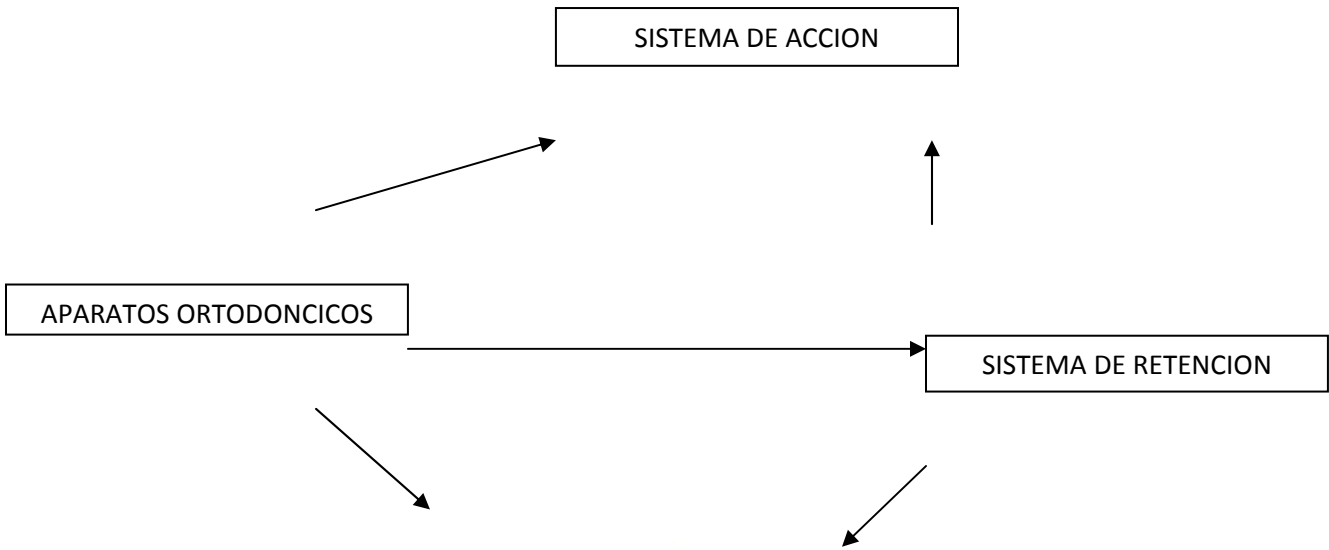 SISTEMA DE ACCION
APARATOS ORTODONCICOS
SISTEMA DE RETENCION